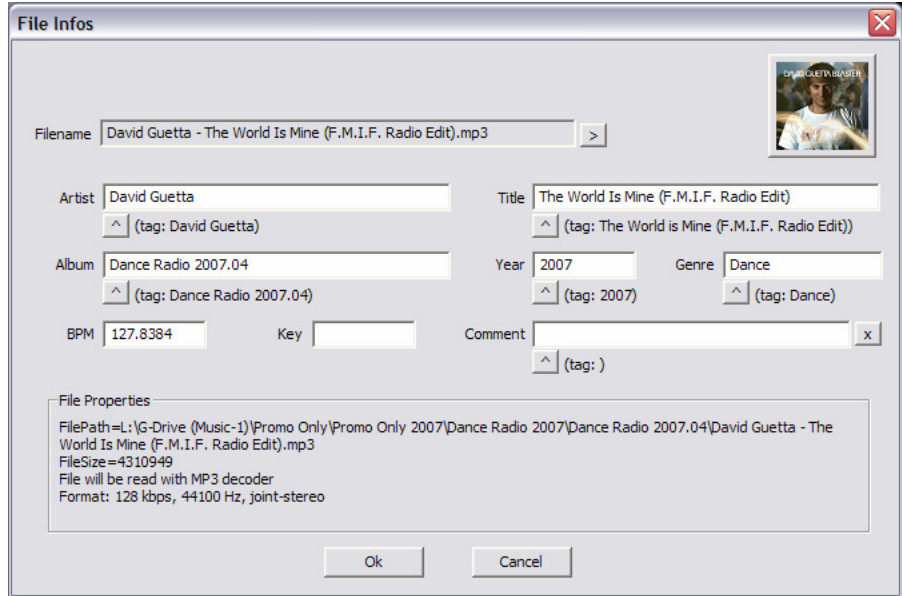 File Infos
DAVID GUETTA BLASTER
Filename David Guetta - The World Is Mine (F.M.I.F. Radio Edit).mp3 >
Artist David Guetta Title The World Is Mine (F.M.I.F. Radio Edit)
^ (tag: David Guetta) ^ (tag: The World is Mine (F.M.I.F. Radio Edit))
Album Dance Radio 2007.04 Year 2007 Genre Dance
^ (tag: Dance Radio 2007.04) ^ (tag: 2007) ^ (tag: Dance)
BPM 127.8384 Key Comment x
^ (tag: )
File Properties
FilePath=L:\G-Drive (Music-1)\Promo Only\Promo Only 2007\Dance Radio 2007\Dance Radio 2007.04\David Guetta - The
World Is Mine (F.M.I.F. Radio Edit).mp3
FileSize=4310949
File will be read with MP3 decoder
Format: 128 kbps, 44100 Hz, joint-stereo
Ok Cancel